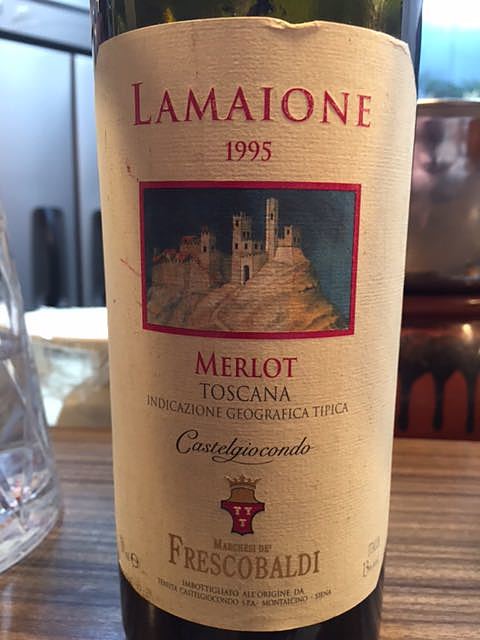 LAMAIONE
1995
MERLOT
TOSCANA
INDICAZIONE GEOGRAFICA TIPICA
Castelgiocondo
MARCHESI DE'
FRESCOBALDI
IMBOTTIGLIATO ALL'ORIGINE DA
TENUTA CASTELGIOCONDO S.P.A. - MONTALCINO - SIENA